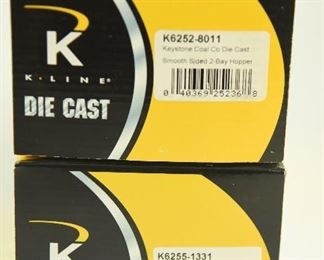 K
K-LINE®
DIE CAST
K6252-8011
Keystone Coal Co Die Cast
Smooth Sided 2-Bay Hopper
0 40369 25236 8
K
K6255-1331